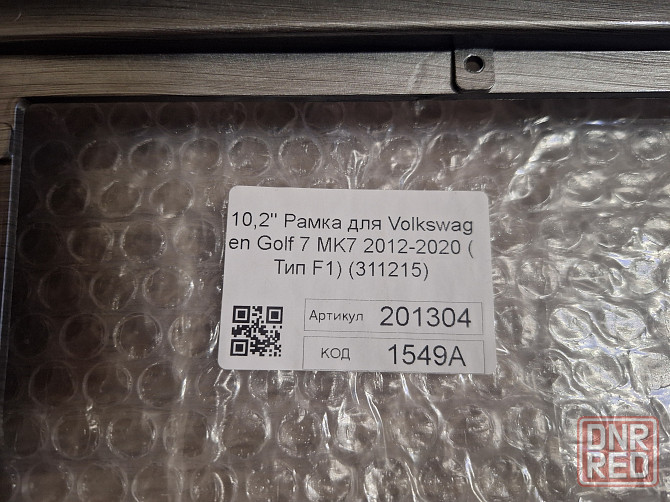 10,2" Рамка для Volkswag
en Golf 7 MK7 2012-2020 (
Тип F1) (311215)
Артикул 201304
КОД 1549A
DNR
RED